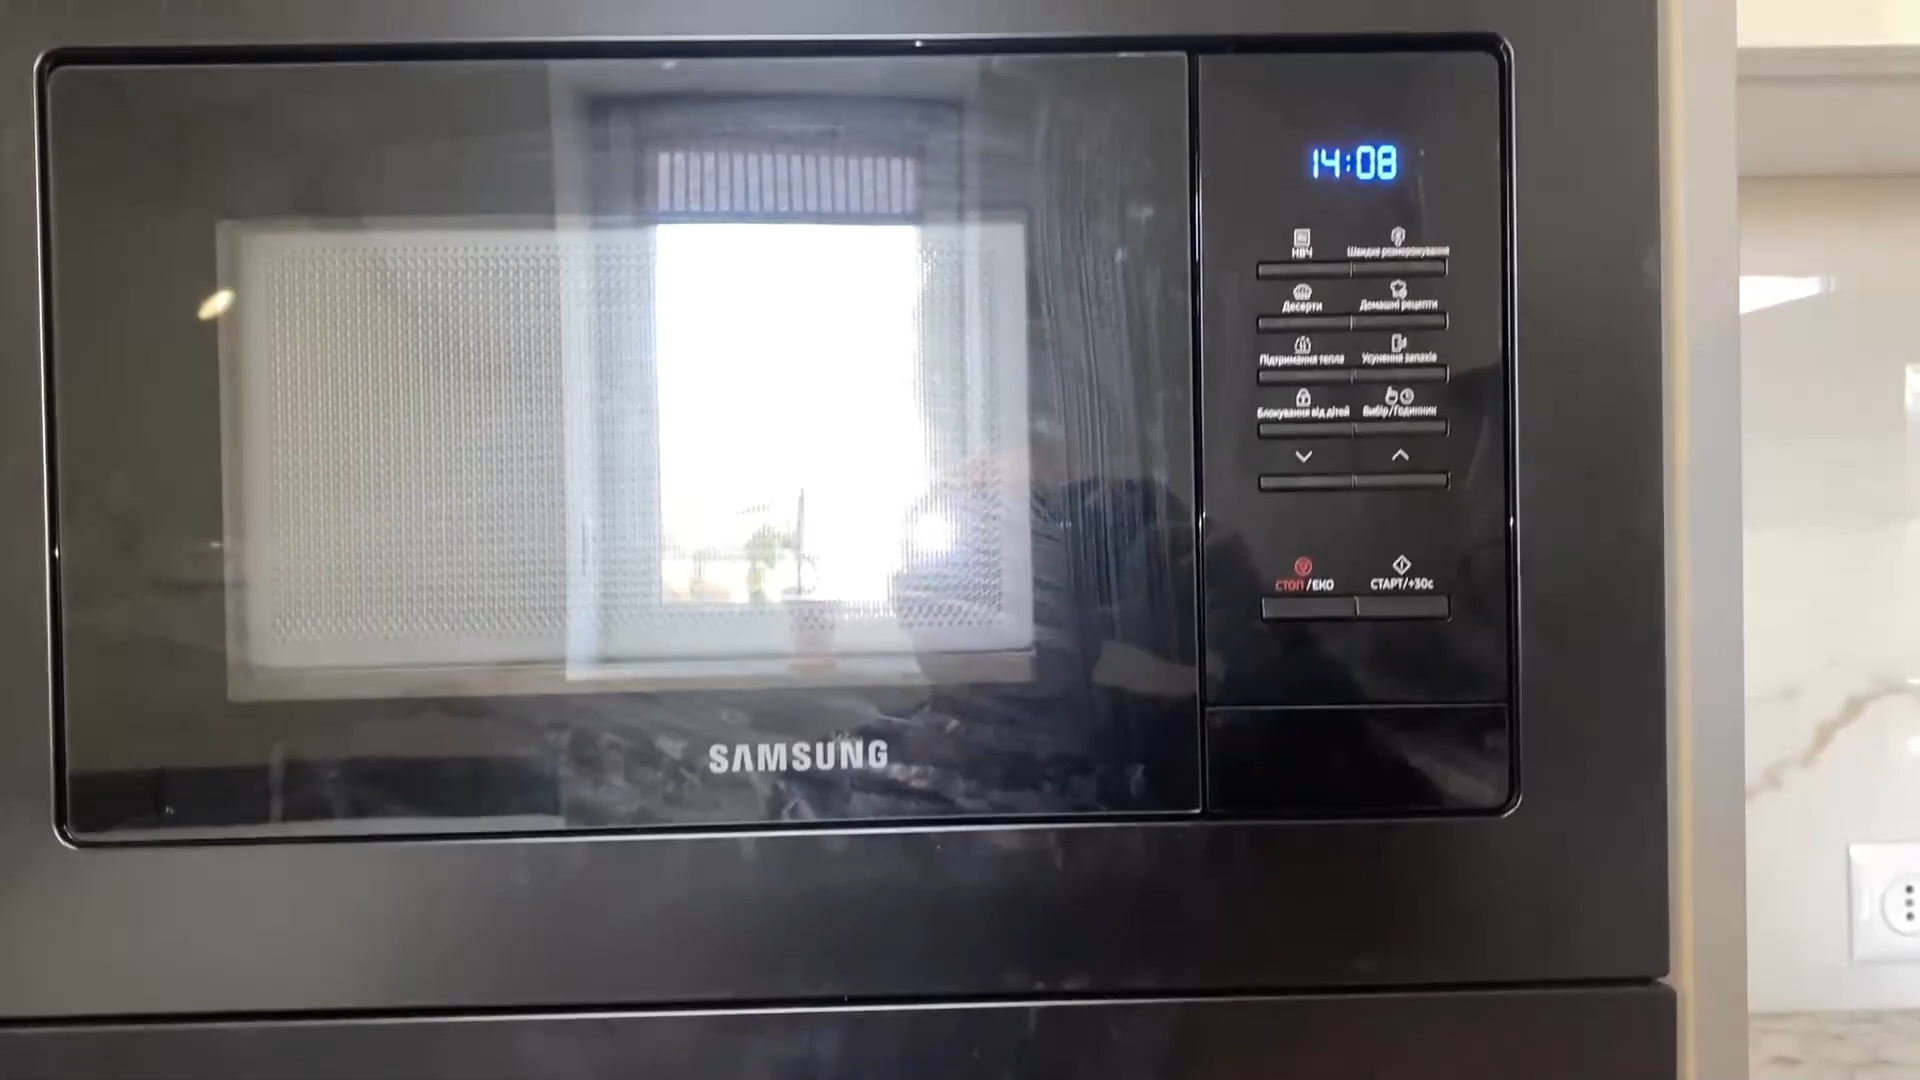 14:08
НВЧ
Швидке розморожування
Десерти
Домашні рецепти
Підтримання тепла
Усунення запахів
Блокування від дітей
Вибір/Годинник
СТОП/ЕКО
СТАРТ/+30с
SAMSUNG